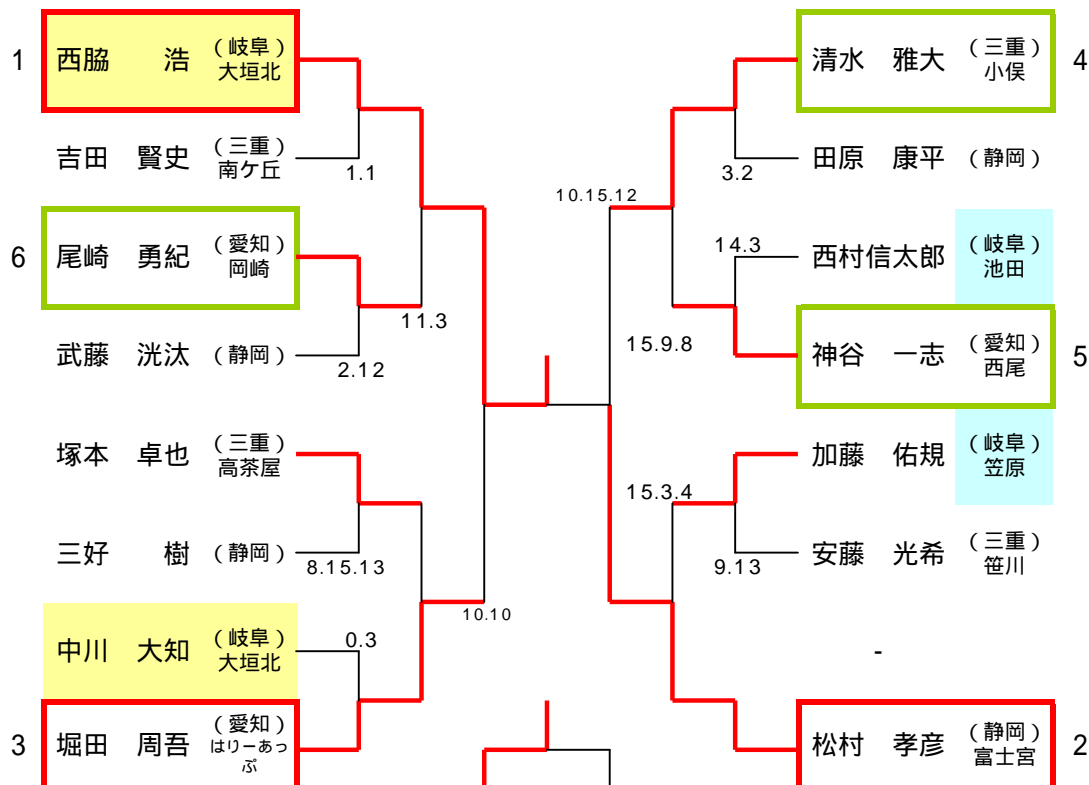 1 西脇 浩 (岐阜)
大垣北
吉田 賢史 (三重)
南ケ丘
1.1
6 尾崎 勇紀 (愛知)
岡崎
11.3
武藤 洸汰 (静岡)
2.12
塚本 卓也 (三重)
高茶屋
三好 樹 (静岡)
8.15.13
10.10
中川 大知 (岐阜)
大垣北
0.3
3 堀田 周吾 (愛知)
はりーあっ
ぷ
清水 雅大 (三重)
小俣
4
田原 康平 (静岡)
3.2
10.15.12
14.3
西村信太郎 (岐阜)
池田
15.9.8
神谷 一志 (愛知)
西尾
5
加藤 佑規 (岐阜)
笠原
15.3.4
安藤 光希 (三重)
笹川
9.13
-
松村 孝彦 (静岡)
富士宮
2